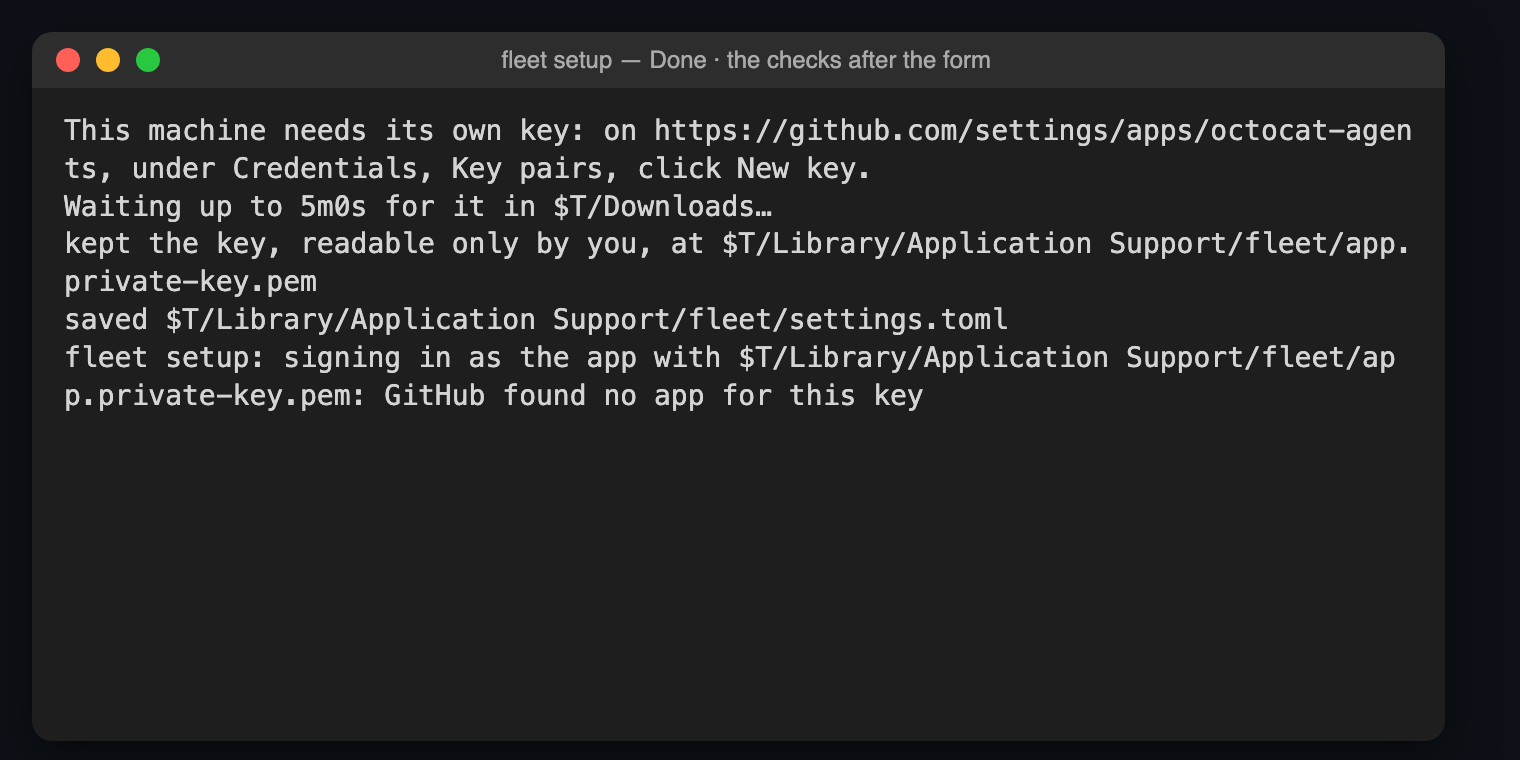 fleet setup — Done · the checks after the form
This machine needs its own key: on https://github.com/settings/apps/octocat-agen
ts, under Credentials, Key pairs, click New key.
Waiting up to 5m0s for it in $T/Downloads…
kept the key, readable only by you, at $T/Library/Application Support/fleet/app.
private-key.pem
saved $T/Library/Application Support/fleet/settings.toml
fleet setup: signing in as the app with $T/Library/Application Support/fleet/ap
p.private-key.pem: GitHub found no app for this key